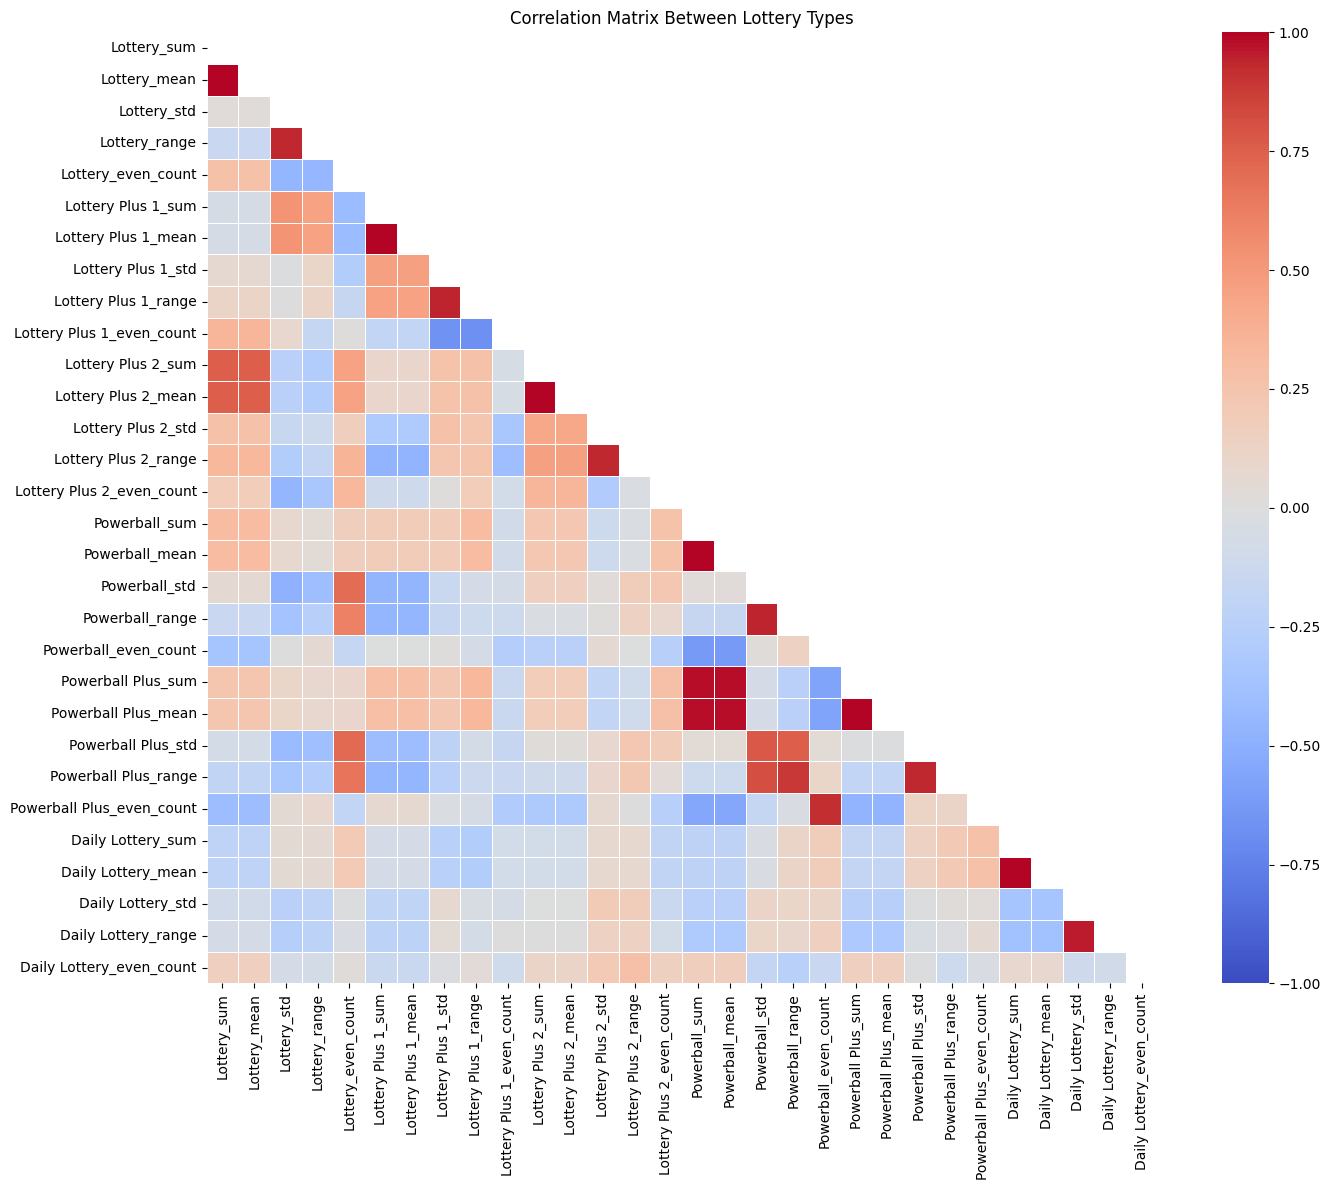 Correlation Matrix Between Lottery Types
Lottery_sum
Lottery_mean
Lottery_std
Lottery_range
Lottery_even_count
Lottery Plus 1_sum
Lottery Plus 1_mean
Lottery Plus 1_std
Lottery Plus 1_range
Lottery Plus 1_even_count
Lottery Plus 2_sum
Lottery Plus 2_mean
Lottery Plus 2_std
Lottery Plus 2_range
Lottery Plus 2_even_count
Powerball_sum
Powerball_mean
Powerball_std
Powerball_range
Powerball_even_count
Powerball Plus_sum
Powerball Plus_mean
Powerball Plus_std
Powerball Plus_range
Powerball Plus_even_count
Daily Lottery_sum
Daily Lottery_mean
Daily Lottery_std
Daily Lottery_range
Daily Lottery_even_count
Lottery_sum
Lottery_mean
Lottery_std
Lottery_range
Lottery_even_count
Lottery Plus 1_sum
Lottery Plus 1_mean
Lottery Plus 1_std
Lottery Plus 1_range
Lottery Plus 1_even_count
Lottery Plus 2_sum
Lottery Plus 2_mean
Lottery Plus 2_std
Lottery Plus 2_range
Lottery Plus 2_even_count
Powerball_sum
Powerball_mean
Powerball_std
Powerball_range
Powerball_even_count
Powerball Plus_sum
Powerball Plus_mean
Powerball Plus_std
Powerball Plus_range
Powerball Plus_even_count
Daily Lottery_sum
Daily Lottery_mean
Daily Lottery_std
Daily Lottery_range
Daily Lottery_even_count
1.00
0.75
0.50
0.25
0.00
−0.25
−0.50
−0.75
−1.00